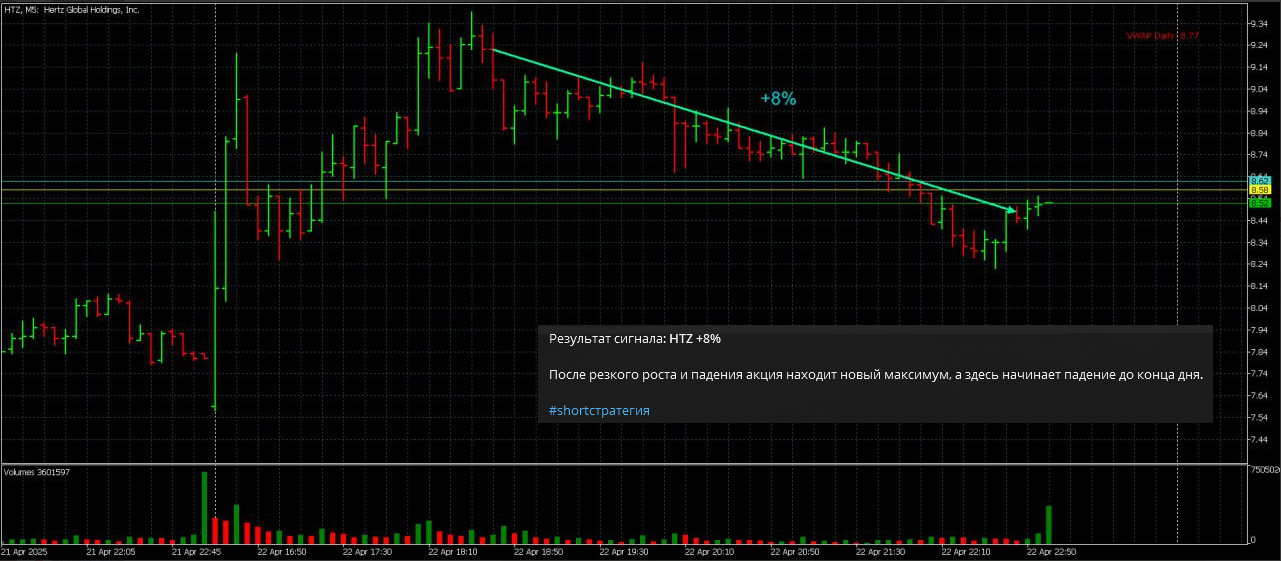 HTZ, M5: Hertz Global Holdings, Inc.
VWAP Daily 8.77
+8%
9.34
9.24
9.14
9.04
8.94
8.84
8.74
8.62
8.58
8.52
8.44
8.34
8.24
8.14
8.04
7.94
7.84
7.74
7.64
7.54
7.44
Результат сигнала: HTZ +8%
После резкого роста и падения акция находит новый максимум, а здесь начинает падение до конца дня.
#shortстратегия
Volumes 3601597
7505020
0
21 Apr 2025
21 Apr 22:05
21 Apr 22:45
22 Apr 16:50
22 Apr 17:30
22 Apr 18:10
22 Apr 18:50
22 Apr 19:30
22 Apr 20:10
22 Apr 20:50
22 Apr 21:30
22 Apr 22:10
22 Apr 22:50